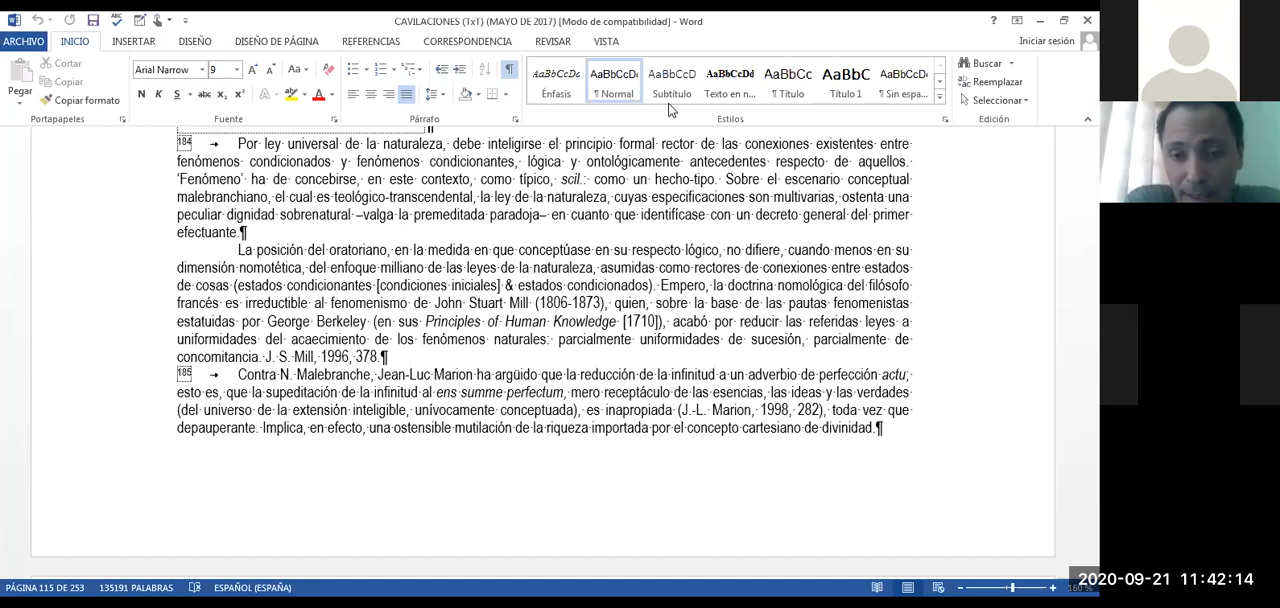 CAVILACIONES (TxT) (MAYO DE 2017) [Modo de compatibilidad] - Word
ARCHIVO INICIO INSERTAR DISEÑO DISEÑO DE PÁGINA REFERENCIAS CORRESPONDENCIA REVISAR VISTA Iniciar sesión
Pegar Cortar Copiar Copiar formato
Arial Narrow 9
N K S abc x₂ x²
AaBbCcDc AaBbCcDc AaBbCcD AaBbCcDd AaBbCc AaBbC AaBbCcDc
Énfasis ¶ Normal Subtítulo Texto en n... ¶ Título Título 1 ¶ Sin espa...
Buscar
Reemplazar
Seleccionar
Portapapeles Fuente Párrafo Estilos Edición
184 → Por ley universal de la naturaleza, debe inteligirse el principio formal rector de las conexiones existentes entre
fenómenos condicionados y fenómenos condicionantes, lógica y ontológicamente antecedentes respecto de aquellos.
'Fenómeno' ha de concebirse, en este contexto, como típico, scil.: como un hecho-tipo. Sobre el escenario conceptual
malebranchiano, el cual es teológico-transcendental, la ley de la naturaleza, cuyas especificaciones son multivarias, ostenta una
peculiar dignidad sobrenatural –valga la premeditada paradoja– en cuanto que identifícase con un decreto general del primer
efectuante.¶
La posición del oratoriano, en la medida en que conceptúase en su respecto lógico, no difiere, cuando menos en su
dimensión nomotética, del enfoque milliano de las leyes de la naturaleza, asumidas como rectores de conexiones entre estados
de cosas (estados condicionantes [condiciones iniciales] & estados condicionados). Empero, la doctrina nomológica del filósofo
francés es irreductible al fenomenismo de John Stuart Mill (1806-1873), quien, sobre la base de las pautas fenomenistas
estatuidas por George Berkeley (en sus Principles of Human Knowledge [1710]), acabó por reducir las referidas leyes a
uniformidades del acaecimiento de los fenómenos naturales: parcialmente uniformidades de sucesión, parcialmente de
concomitancia. J. S. Mill, 1996, 378.¶
185 → Contra N. Malebranche, Jean-Luc Marion ha argüido que la reducción de la infinitud a un adverbio de perfección actu;
esto es, que la supeditación de la infinitud al ens summe perfectum, mero receptáculo de las esencias, las ideas y las verdades
(del universo de la extensión inteligible, unívocamente conceptuada), es inapropiada (J.-L. Marion, 1998, 282), toda vez que
depauperante. Implica, en efecto, una ostensible mutilación de la riqueza importada por el concepto cartesiano de divinidad.¶
PÁGINA 115 DE 253 135191 PALABRAS ESPAÑOL (ESPAÑA) 160 %
2020-09-21 11:42:14